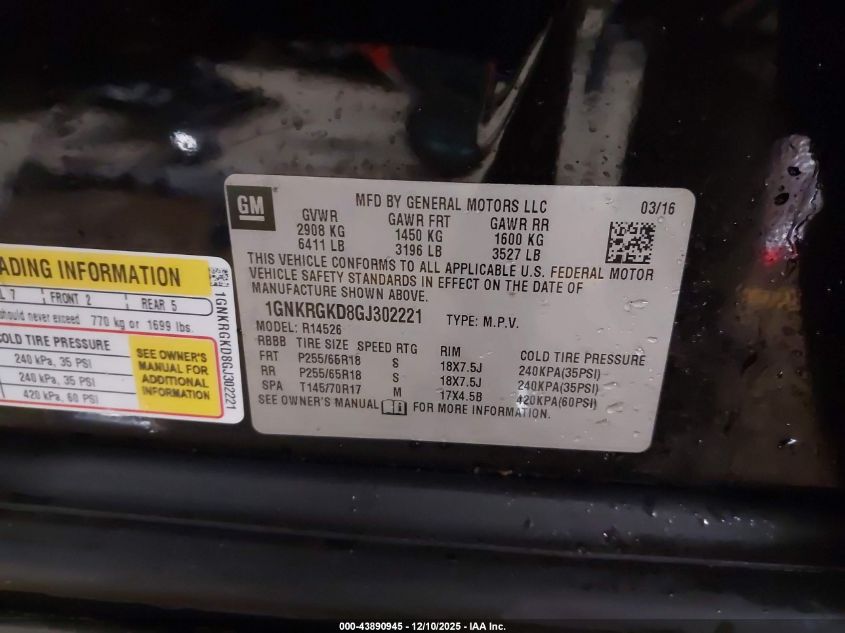 GM
MFD BY GENERAL MOTORS LLC
03/16
GVWR GAWR FRT GAWR RR
2908 KG 1450 KG 1600 KG
6411 LB 3196 LB 3527 LB
THIS VEHICLE CONFORMS TO ALL APPLICABLE U.S. FEDERAL MOTOR
VEHICLE SAFETY STANDARDS IN EFFECT ON THE DATE OF
MANUFACTURE SHOWN ABOVE.
1GNKRGKD8GJ302221 TYPE: M.P.V.
MODEL: R14526
RBBB TIRE SIZE SPEED RTG RIM COLD TIRE PRESSURE
FRT P255/65R18 S 18X7.5J 240KPA(35PSI)
RR P255/65R18 S 18X7.5J 240KPA(35PSI)
SPA T145/70R17 M 17X4.5B 420KPA(60PSI)
SEE OWNER'S MANUAL FOR MORE INFORMATION.
ADING INFORMATION
L 7 FRONT 2 REAR 5
should never exceed 770 kg or 1699 lbs.
COLD TIRE PRESSURE
240 kPa, 35 PSI
240 kPa, 35 PSI
420 kPa, 60 PSI
SEE OWNER'S
MANUAL FOR
ADDITIONAL
INFORMATION
1GNKRGKD8GJ302221
000-43890945 - 12/10/2025 - IAA Inc.